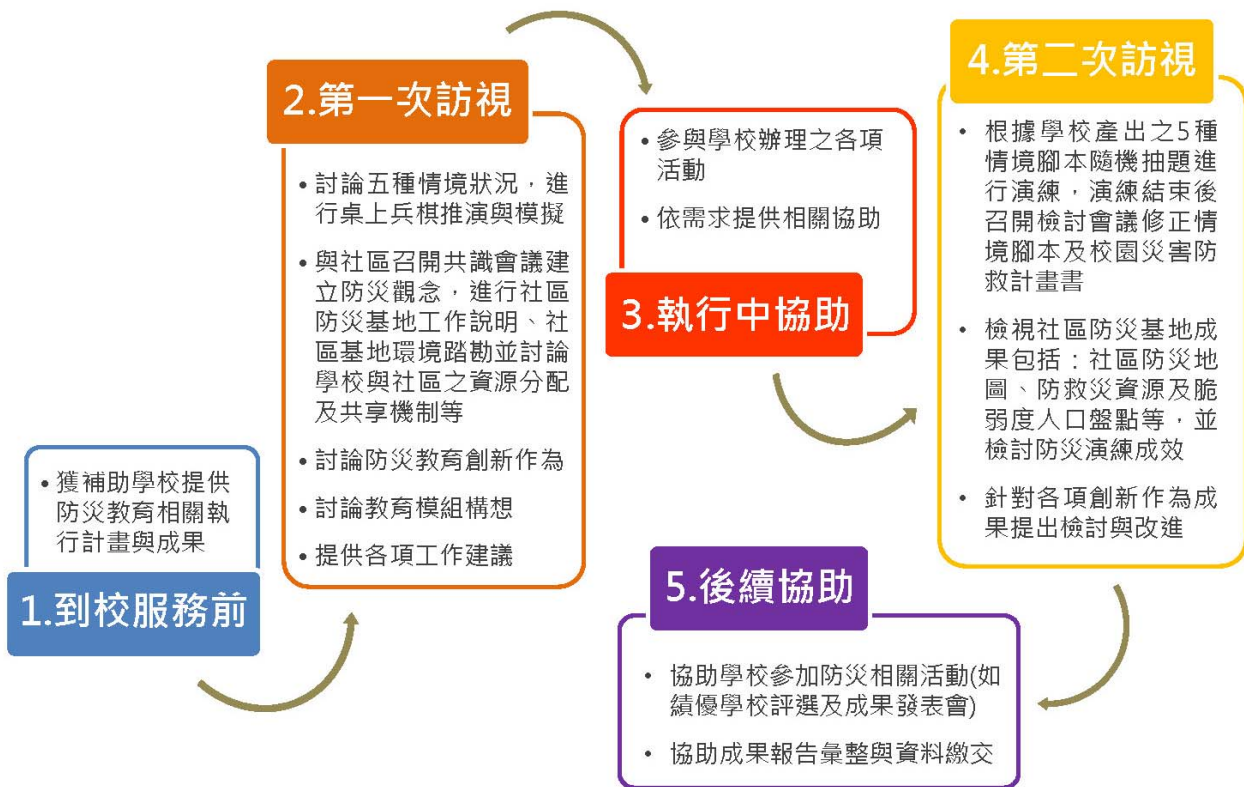 1.到校服務前
• 獲補助學校提供
防災教育相關執
行計畫與成果
2.第一次訪視
• 討論五種情境狀況，進
行桌上兵棋推演與模擬
• 與社區召開共識會議建
立防災觀念，進行社區
防災基地工作說明、社
區基地環境踏勘並討論
學校與社區之資源分配
及共享機制等
• 討論防災教育創新作為
• 討論教育模組構想
• 提供各項工作建議
• 參與學校辦理之各項
活動
• 依需求提供相關協助
3.執行中協助
4.第二次訪視
• 根據學校產出之5種
情境腳本隨機抽題進
行演練，演練結束後
召開檢討會議修正情
境腳本及校園災害防
救計畫書
• 檢視社區防災基地成
果包括：社區防災地
圖、防救災資源及脆
弱度人口盤點等，並
檢討防災演練成效
• 針對各項創新作為成
果提出檢討與改進
5.後續協助
• 協助學校參加防災相關活動(如
績優學校評選及成果發表會)
• 協助成果報告彙整與資料繳交